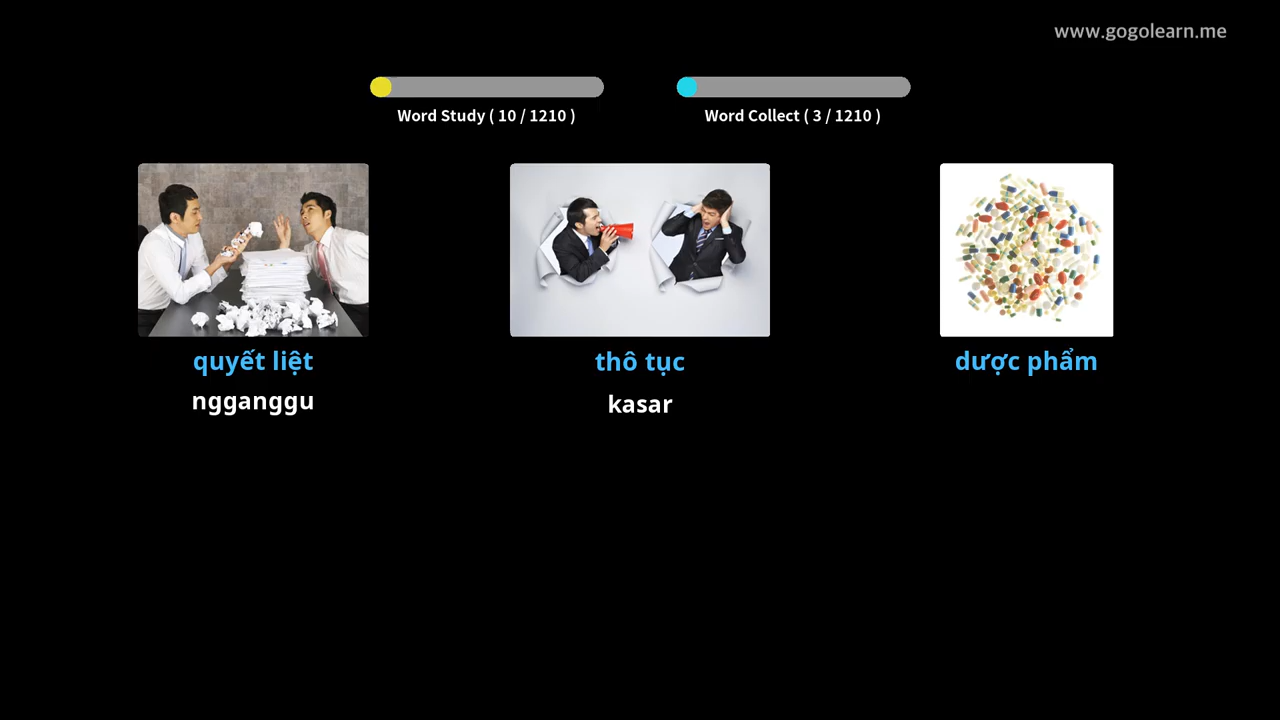 www.gogolearn.me
Word Study ( 10 / 1210 )
Word Collect ( 3 / 1210 )
quyết liệt
thô tục
dược phẩm
ngganggu
kasar